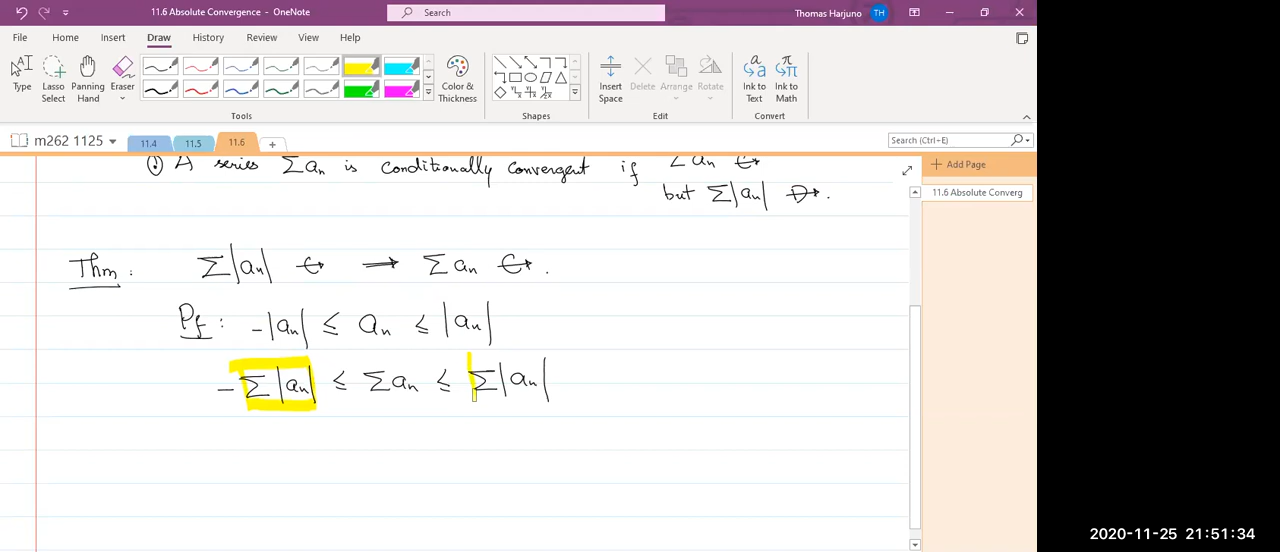 11.6 Absolute Convergence - OneNote
Search
Thomas Harjuno
TH
File Home Insert Draw History Review View Help
Type
Lasso Select
Panning Hand
Eraser
Color & Thickness
Insert Space
Delete
Arrange
Rotate
Ink to Text
Ink to Math
Tools
Shapes
Edit
Convert
m262 1125
11.4
11.5
11.6
Search (Ctrl+E)
Add Page
11.6 Absolute Converg
A series Σan is conditionally convergent if Σan C→
but Σ|an| D→.
Thm: Σ|an| C→ ⟹ Σan C→.
Pf: -|an| ≤ an ≤ |an|
-Σ|an| ≤ Σan ≤ Σ|an|
2020-11-25 21:51:34